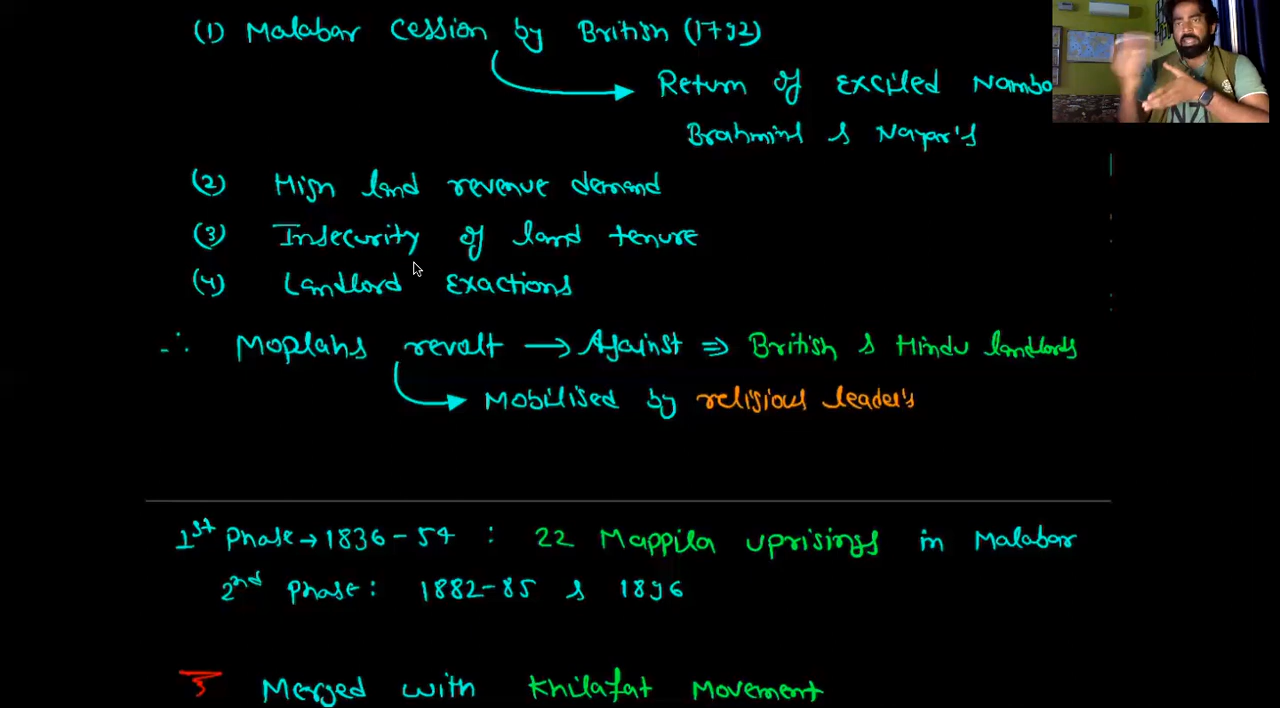 (1) Malabar cession by British (1792)
Return of exciled Nambo
Brahmins & Nayar's
(2) High land revenue demand
(3) Insecurity of land tenure
(4) Landlord exactions
∴ Moplahs revolt → Against ⇒ British & Hindu landlords
Mobilised by religious leader's
1st Phase → 1836-54 : 22 Mappila uprisings in Malabar
2nd Phase : 1882-85 & 1896
Merged with Khilafat Movement